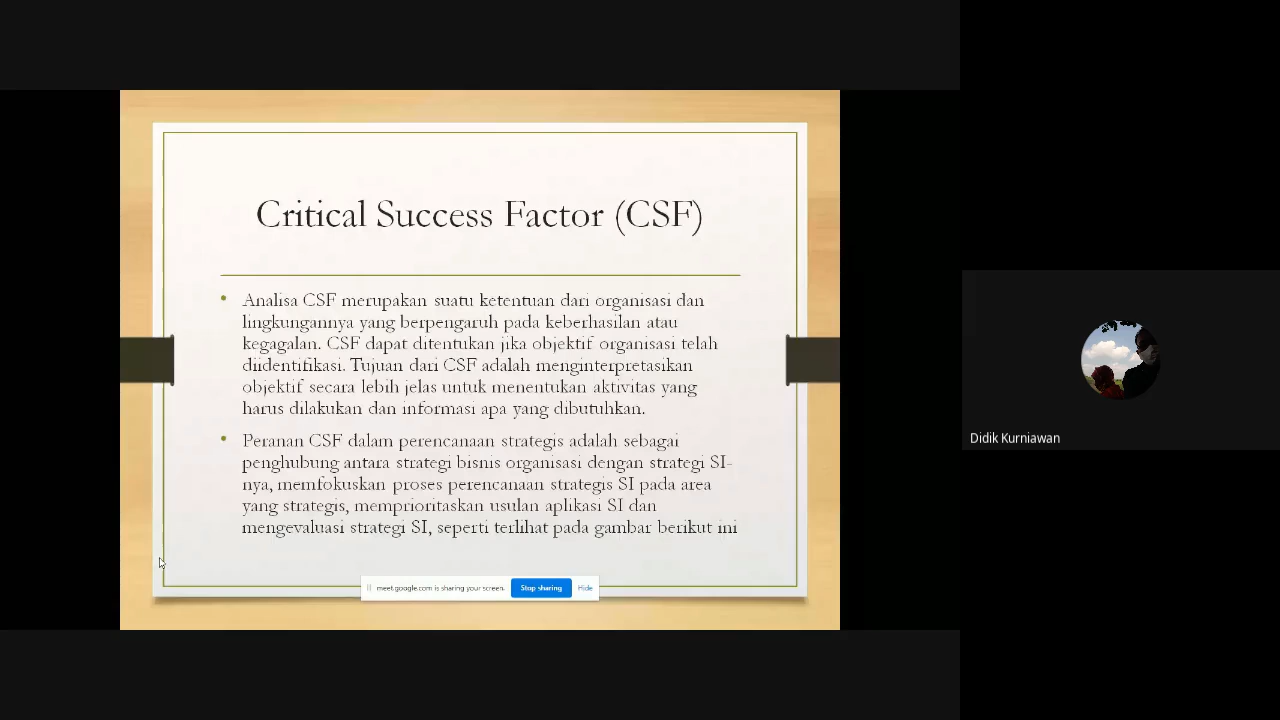 Critical Success Factor (CSF)
• Analisa CSF merupakan suatu ketentuan dari organisasi dan
lingkungannya yang berpengaruh pada keberhasilan atau
kegagalan. CSF dapat ditentukan jika objektif organisasi telah
diidentifikasi. Tujuan dari CSF adalah menginterpretasikan
objektif secara lebih jelas untuk menentukan aktivitas yang
harus dilakukan dan informasi apa yang dibutuhkan.
• Peranan CSF dalam perencanaan strategis adalah sebagai
penghubung antara strategi bisnis organisasi dengan strategi SI-
nya, memfokuskan proses perencanaan strategis SI pada area
yang strategis, memprioritaskan usulan aplikasi SI dan
mengevaluasi strategi SI, seperti terlihat pada gambar berikut ini
meet.google.com is sharing your screen. Stop sharing Hide
Didik Kurniawan